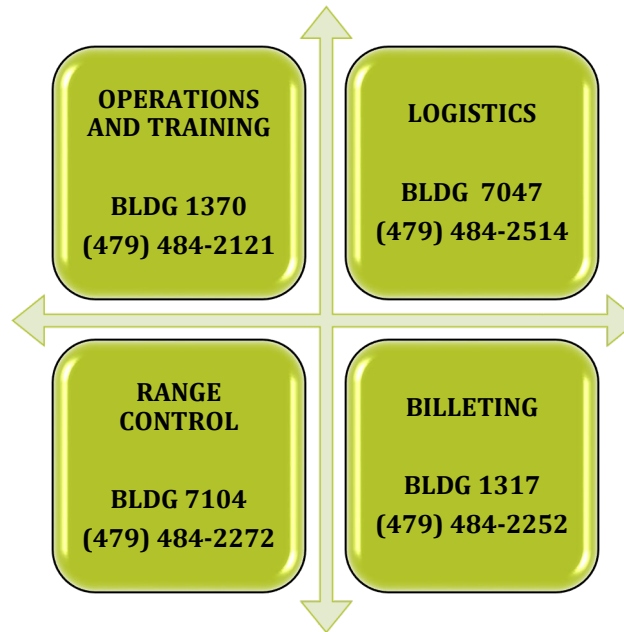 OPERATIONS
AND TRAINING
BLDG 1370
(479) 484-2121
LOGISTICS
BLDG 7047
(479) 484-2514
RANGE
CONTROL
BLDG 7104
(479) 484-2272
BILLETING
BLDG 1317
(479) 484-2252